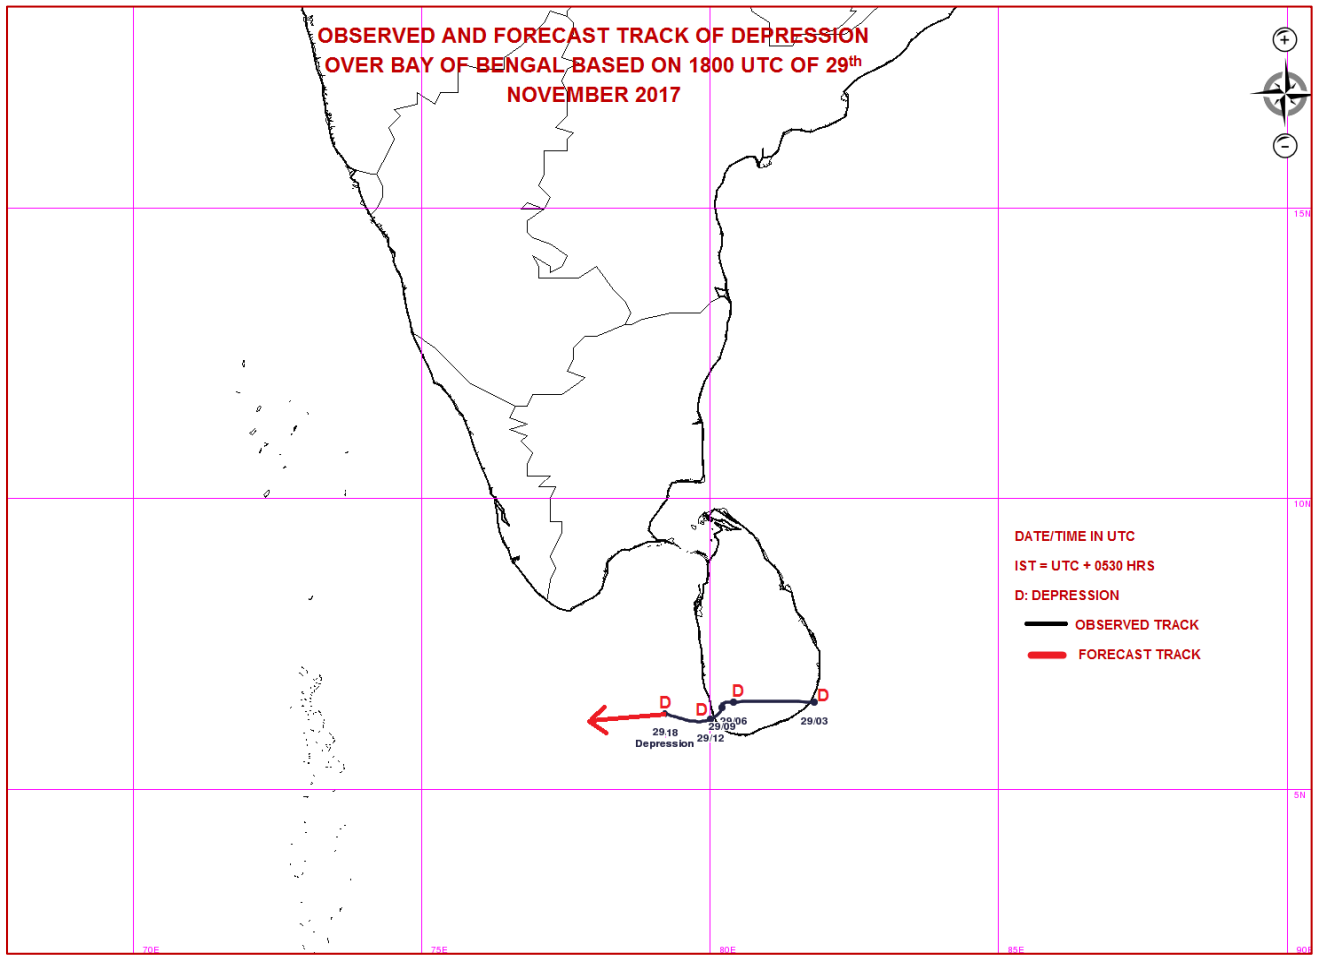 OBSERVED AND FORECAST TRACK OF DEPRESSION
OVER BAY OF BENGAL BASED ON 1800 UTC OF 29th
NOVEMBER 2017
+
-
15N
10N
DATE/TIME IN UTC
IST = UTC + 0530 HRS
D: DEPRESSION
OBSERVED TRACK
FORECAST TRACK
D
D
D
D
29/18
Depression
29/12
29/09
29/06
29/03
5N
70E
75E
80E
85E
90E